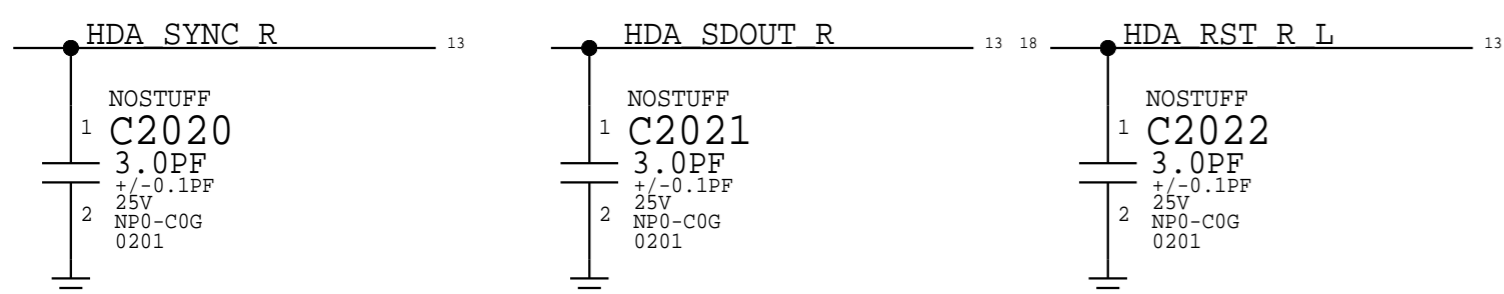 HDA_SYNC_R 13
NOSTUFF
1 C2020
3.0PF
+/-0.1PF
25V
2 NP0-C0G
0201
HDA_SDOUT_R 13
NOSTUFF
1 C2021
3.0PF
+/-0.1PF
25V
2 NP0-C0G
0201
18 HDA_RST_R_L 13
NOSTUFF
1 C2022
3.0PF
+/-0.1PF
25V
2 NP0-C0G
0201